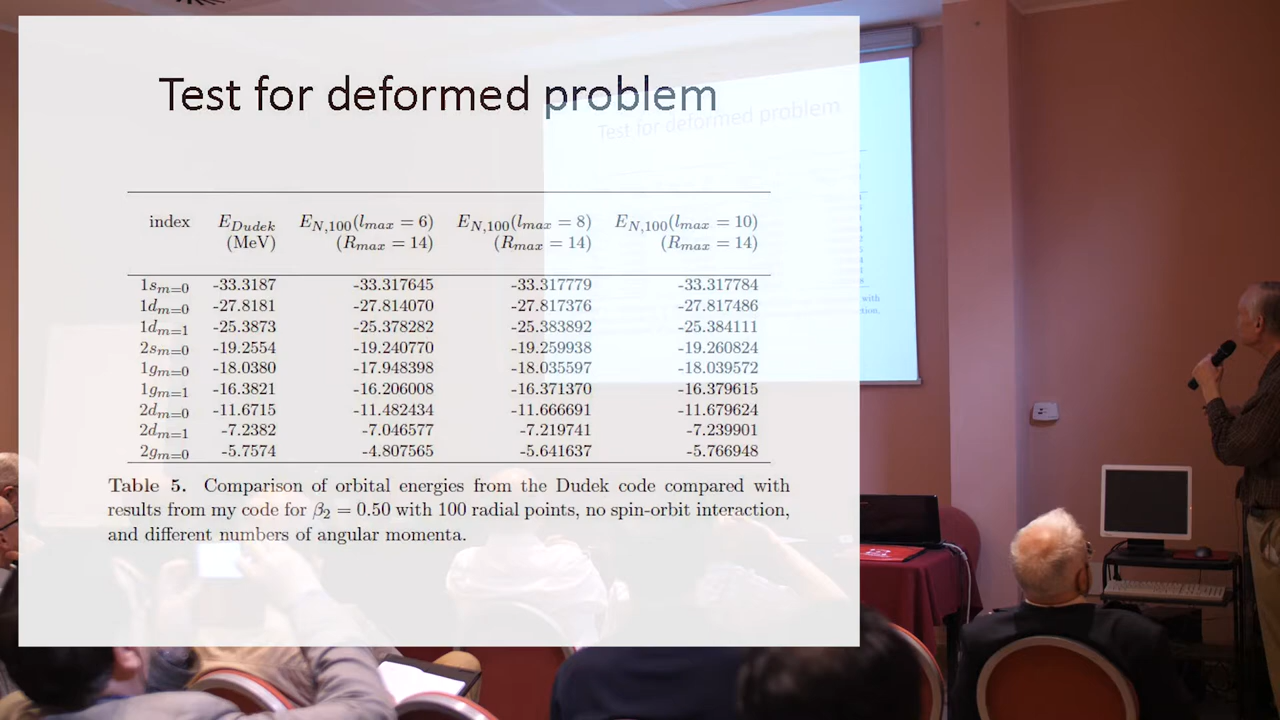 Test for deformed problem
Test for deformed problem
index E_Dudek E_N,100(l_max = 6) E_N,100(l_max = 8) E_N,100(l_max = 10)
(MeV) (R_max = 14) (R_max = 14) (R_max = 14)
1s_m=0 -33.3187 -33.317645 -33.317779 -33.317784
1d_m=0 -27.8181 -27.814070 -27.817376 -27.817486
1d_m=1 -25.3873 -25.378282 -25.383892 -25.384111
2s_m=0 -19.2554 -19.240770 -19.259938 -19.260824
1g_m=0 -18.0380 -17.948398 -18.035597 -18.039572
1g_m=1 -16.3821 -16.206008 -16.371370 -16.379615
2d_m=0 -11.6715 -11.482434 -11.666691 -11.679624
2d_m=1 -7.2382 -7.046577 -7.219741 -7.239901
2g_m=0 -5.7574 -4.807565 -5.641637 -5.766948
Table 5. Comparison of orbital energies from the Dudek code compared with
results from my code for β₂ = 0.50 with 100 radial points, no spin-orbit interaction,
and different numbers of angular momenta.
with